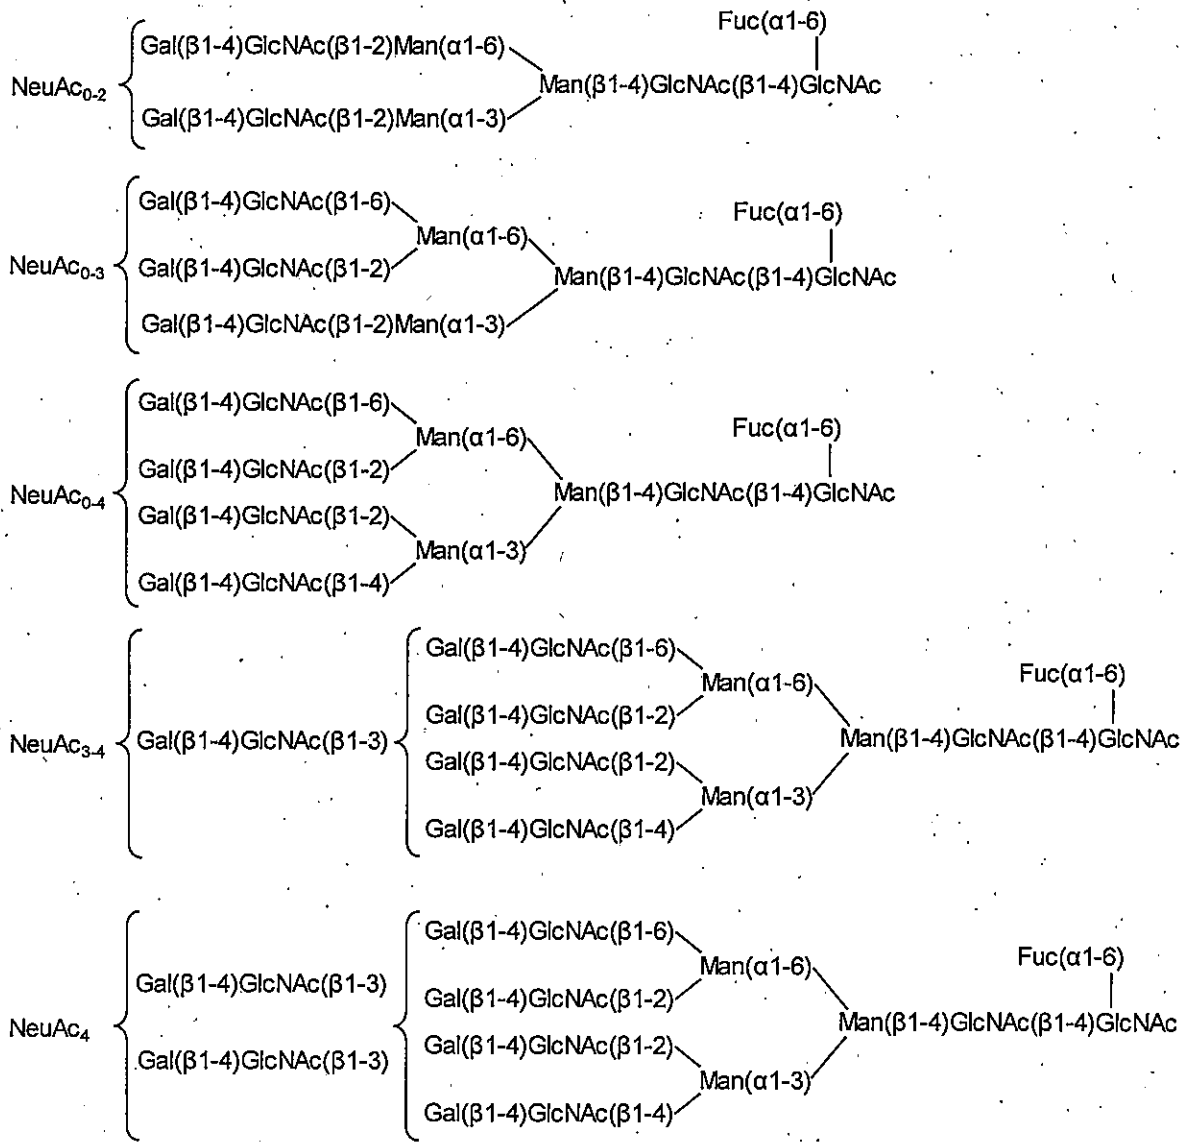 Fuc(α1-6)
Gal(β1-4)GlcNAc(β1-2)Man(α1-6)
NeuAc0-2
Man(β1-4)GlcNAc(β1-4)GlcNAc
Gal(β1-4)GlcNAc(β1-2)Man(α1-3)
Gal(β1-4)GlcNAc(β1-6)
Fuc(α1-6)
Man(α1-6)
NeuAc0-3
Gal(β1-4)GlcNAc(β1-2)
Man(β1-4)GlcNAc(β1-4)GlcNAc
Gal(β1-4)GlcNAc(β1-2)Man(α1-3)
Gal(β1-4)GlcNAc(β1-6)
Fuc(α1-6)
Man(α1-6)
Gal(β1-4)GlcNAc(β1-2)
NeuAc0-4
Man(β1-4)GlcNAc(β1-4)GlcNAc
Gal(β1-4)GlcNAc(β1-2)
Man(α1-3)
Gal(β1-4)GlcNAc(β1-4)
Gal(β1-4)GlcNAc(β1-6)
Fuc(α1-6)
Man(α1-6)
Gal(β1-4)GlcNAc(β1-2)
NeuAc3-4
Gal(β1-4)GlcNAc(β1-3)
Man(β1-4)GlcNAc(β1-4)GlcNAc
Gal(β1-4)GlcNAc(β1-2)
Man(α1-3)
Gal(β1-4)GlcNAc(β1-4)
Gal(β1-4)GlcNAc(β1-6)
Fuc(α1-6)
Man(α1-6)
Gal(β1-4)GlcNAc(β1-3)
Gal(β1-4)GlcNAc(β1-2)
NeuAc4
Man(β1-4)GlcNAc(β1-4)GlcNAc
Gal(β1-4)GlcNAc(β1-3)
Gal(β1-4)GlcNAc(β1-2)
Man(α1-3)
Gal(β1-4)GlcNAc(β1-4)